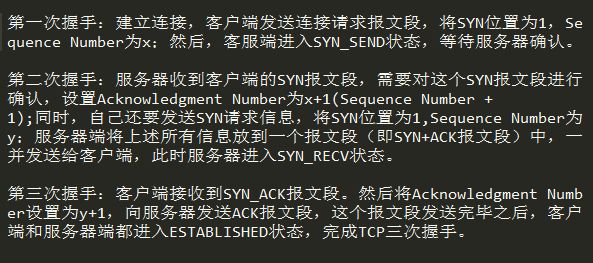 第一次握手：建立连接，客户端发送连接请求报文段，将SYN位置为1，Se
quence Number为x；然后，客服端进入SYN_SEND状态，等待服务器确认。
第二次握手：服务器收到客户端的SYN报文段，需要对这个SYN报文段进行
确认，设置Acknowledgment Number为x+1(Sequence Number +
1);同时，自己还要发送SYN请求信息，将SYN位置为1,Sequence Number为
y；服务器端将上述所有信息放到一个报文段（即SYN+ACK报文段）中，一
并发送给客户端，此时服务器进入SYN_RECV状态。
第三次握手：客户端接收到SYN_ACK报文段。然后将Acknowledgment Numb
er设置为y+1，向服务器发送ACK报文段，这个报文段发送完毕之后，客户
端和服务器端都进入ESTABLISHED状态，完成TCP三次握手。